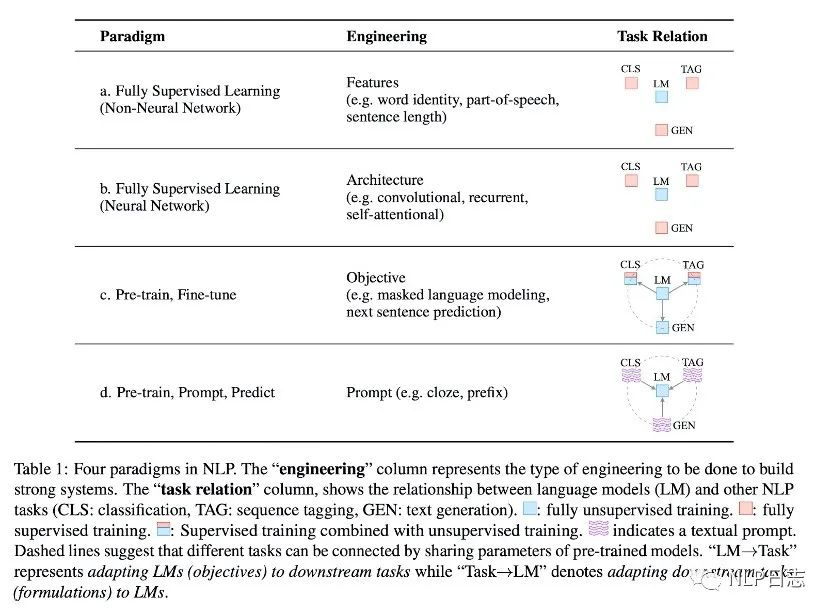 Paradigm Engineering Task Relation
a. Fully Supervised Learning
(Non-Neural Network)
Features
(e.g. word identity, part-of-speech,
sentence length)
CLS
LM
TAG
GEN
b. Fully Supervised Learning
(Neural Network)
Architecture
(e.g. convolutional, recurrent,
self-attentional)
CLS
LM
TAG
GEN
c. Pre-train, Fine-tune
Objective
(e.g. masked language modeling,
next sentence prediction)
CLS
LM
TAG
GEN
d. Pre-train, Prompt, Predict
Prompt (e.g. cloze, prefix)
CLS
LM
TAG
GEN
Table 1: Four paradigms in NLP. The “engineering” column represents the type of engineering to be done to build
strong systems. The “task relation” column, shows the relationship between language models (LM) and other NLP
tasks (CLS: classification, TAG: sequence tagging, GEN: text generation). : fully unsupervised training. : fully
supervised training. : Supervised training combined with unsupervised training. indicates a textual prompt.
Dashed lines suggest that different tasks can be connected by sharing parameters of pre-trained models. “LM→Task”
represents adapting LMs (objectives) to downstream tasks while “Task→LM” denotes adapting downstream tasks
(formulations) to LMs.
NLP日志